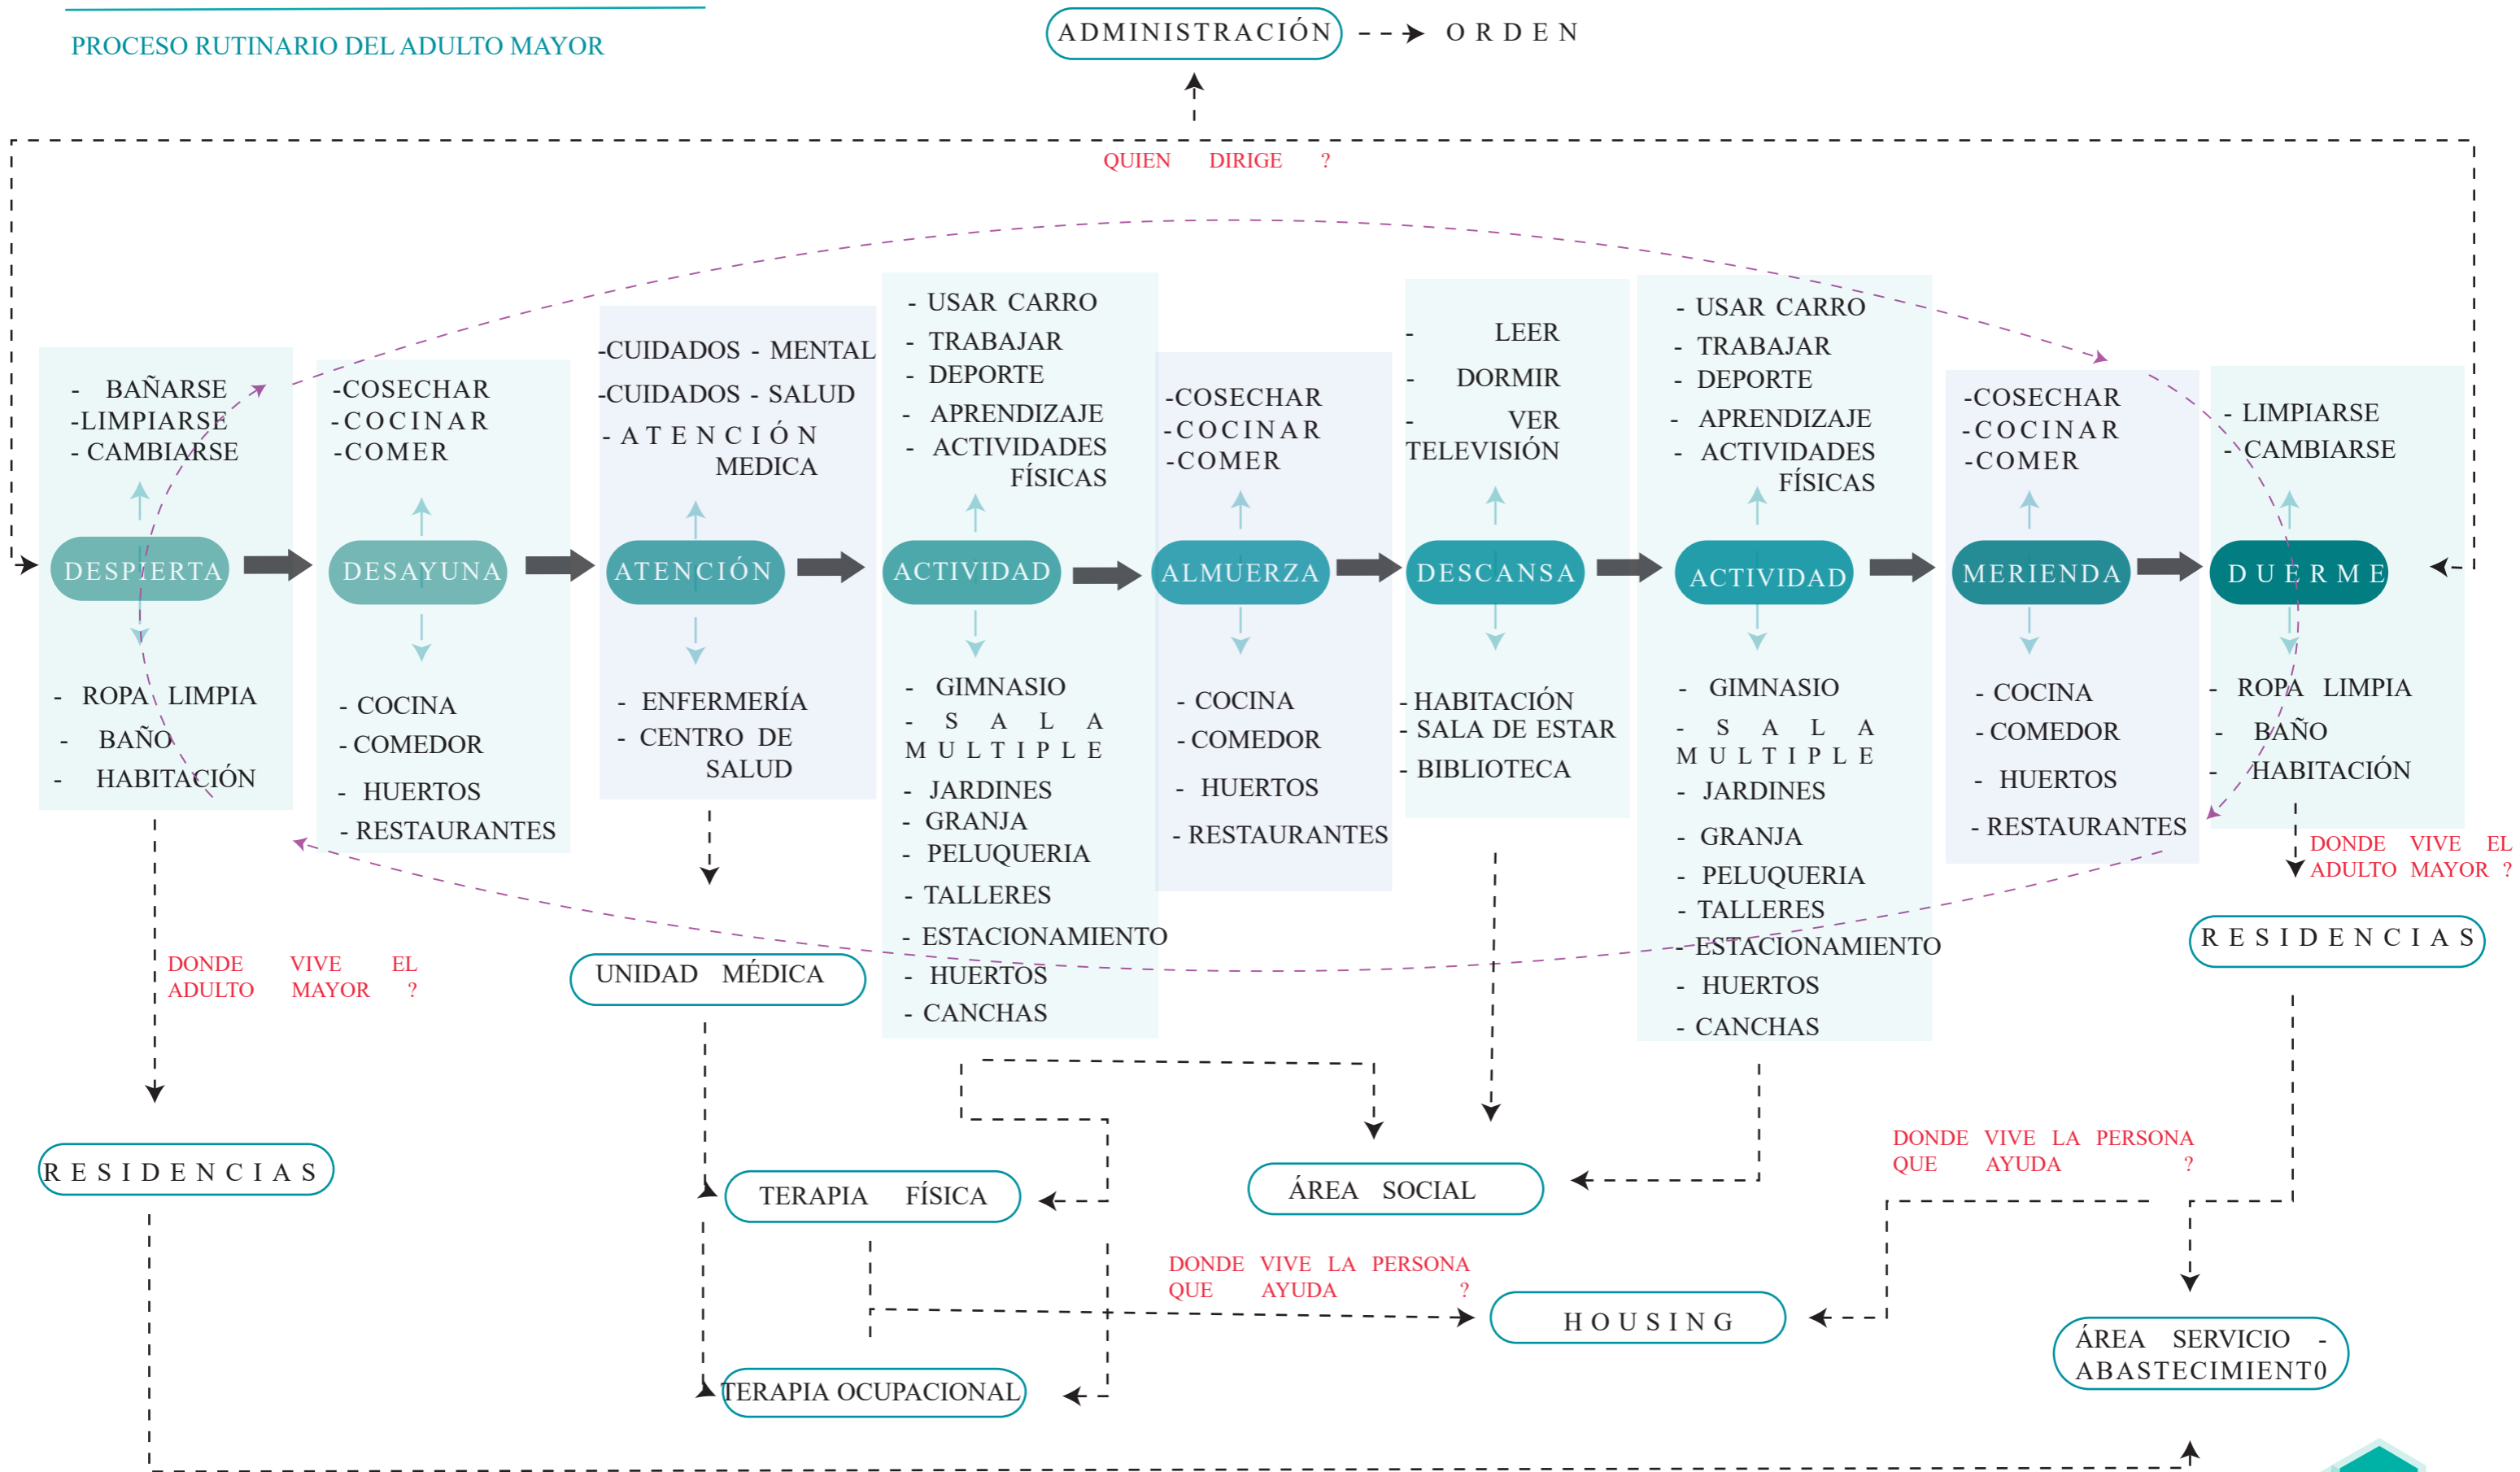 PROCESO RUTINARIO DEL ADULTO MAYOR
ADMINISTRACIÓN
ORDEN
QUIEN DIRIGE ?
- BAÑARSE
-LIMPIARSE
- CAMBIARSE
DESPIERTA
- ROPA LIMPIA
- BAÑO
- HABITACIÓN
-COSECHAR
-COCINAR
-COMER
DESAYUNA
- COCINA
- COMEDOR
- HUERTOS
- RESTAURANTES
-CUIDADOS - MENTAL
-CUIDADOS - SALUD
- ATENCIÓN
MEDICA
ATENCIÓN
- ENFERMERÍA
- CENTRO DE
SALUD
- USAR CARRO
- TRABAJAR
- DEPORTE
- APRENDIZAJE
- ACTIVIDADES
FÍSICAS
ACTIVIDAD
- GIMNASIO
- SALA
MULTIPLE
- JARDINES
- GRANJA
- PELUQUERIA
- TALLERES
- ESTACIONAMIENTO
- HUERTOS
- CANCHAS
-COSECHAR
-COCINAR
-COMER
ALMUERZA
- COCINA
- COMEDOR
- HUERTOS
- RESTAURANTES
- LEER
- DORMIR
- VER
TELEVISIÓN
DESCANSA
- HABITACIÓN
- SALA DE ESTAR
- BIBLIOTECA
- USAR CARRO
- TRABAJAR
- DEPORTE
- APRENDIZAJE
- ACTIVIDADES
FÍSICAS
ACTIVIDAD
- GIMNASIO
- SALA
MULTIPLE
- JARDINES
- GRANJA
- PELUQUERIA
- TALLERES
- ESTACIONAMIENTO
- HUERTOS
- CANCHAS
-COSECHAR
-COCINAR
-COMER
MERIENDA
- COCINA
- COMEDOR
- HUERTOS
- RESTAURANTES
- LIMPIARSE
- CAMBIARSE
DUERME
- ROPA LIMPIA
- BAÑO
- HABITACIÓN
DONDE VIVE EL
ADULTO MAYOR ?
RESIDENCIAS
DONDE VIVE EL
ADULTO MAYOR ?
UNIDAD MÉDICA
RESIDENCIAS
TERAPIA FÍSICA
ÁREA SOCIAL
DONDE VIVE LA PERSONA
QUE AYUDA ?
DONDE VIVE LA PERSONA
QUE AYUDA ?
HOUSING
ÁREA SERVICIO -
ABASTECIMIENT0
TERAPIA OCUPACIONAL